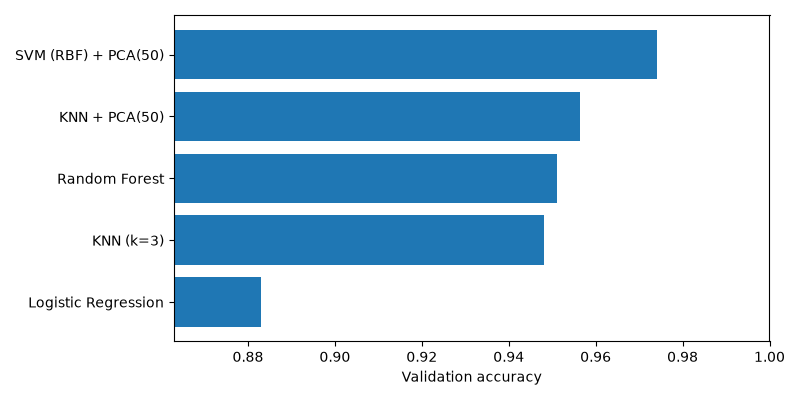 SVM (RBF) + PCA(50)
KNN + PCA(50)
Random Forest
KNN (k=3)
Logistic Regression
0.88 0.90 0.92 0.94 0.96 0.98 1.00
Validation accuracy